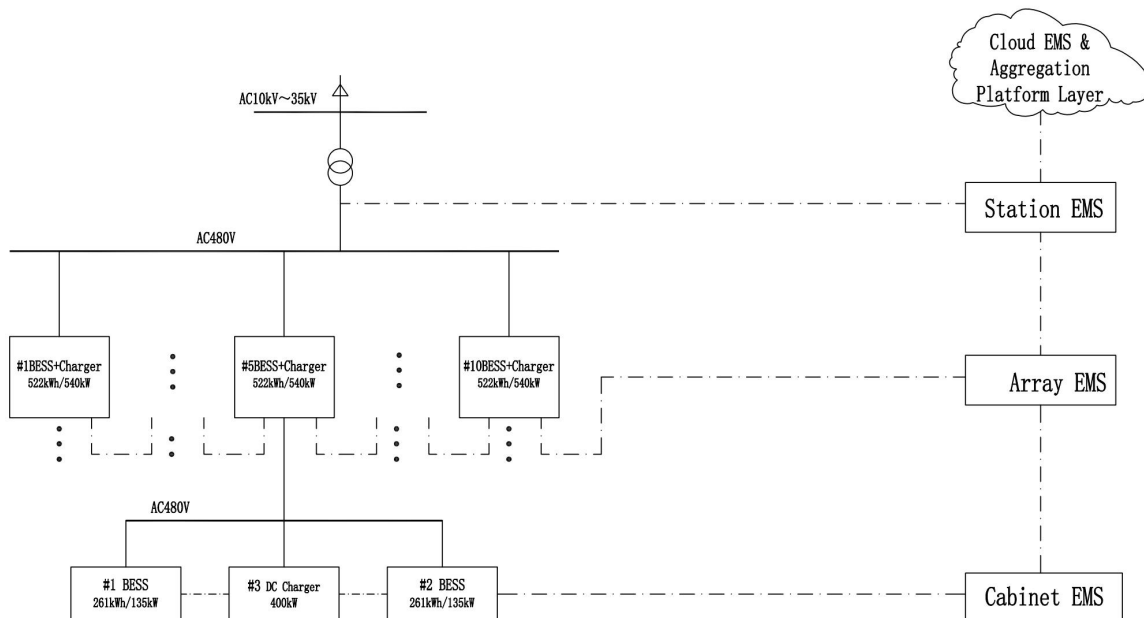 Cloud EMS &
Aggregation
Platform Layer
AC10kV～35kV
Station EMS
AC480V
#1BESS+Charger
522kWh/540kW
#5BESS+Charger
522kWh/540kW
#10BESS+Charger
522kWh/540kW
Array EMS
AC480V
#1 BESS
261kWh/135kW
#3 DC Charger
400kW
#2 BESS
261kWh/135kW
Cabinet EMS